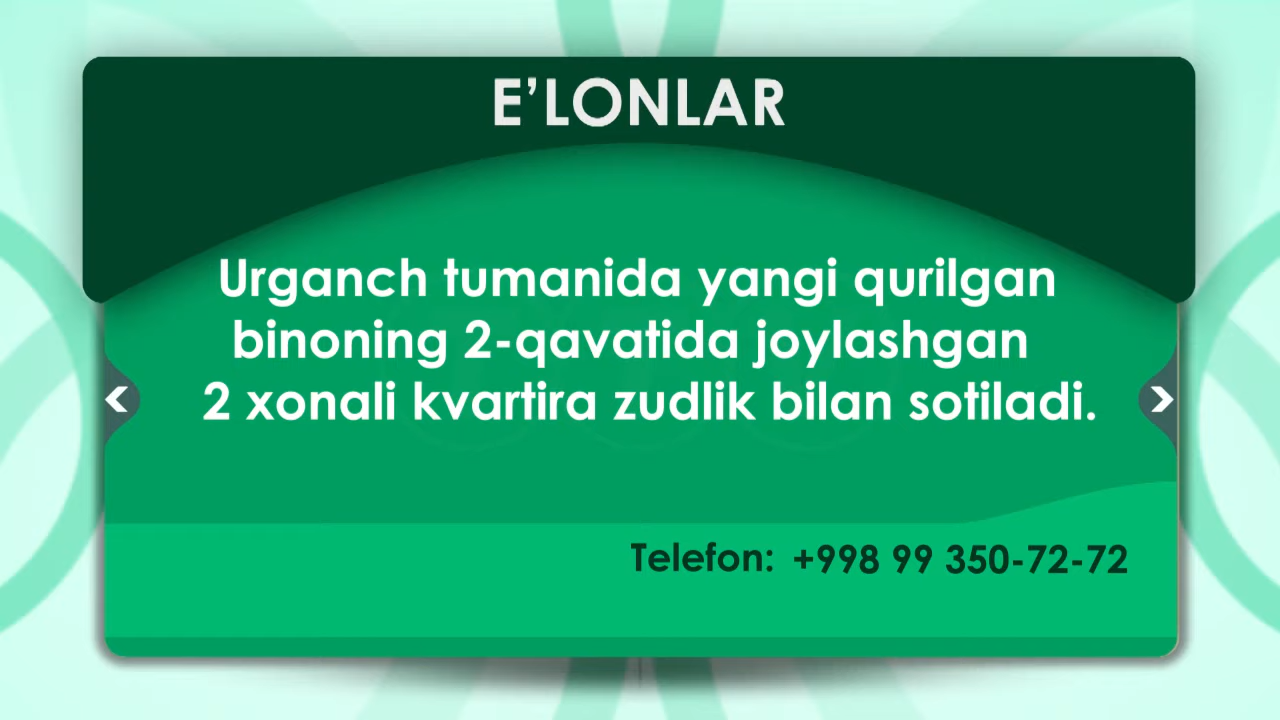 E’LONLAR
Urganch tumanida yangi qurilgan
binoning 2-qavatida joylashgan
2 xonali kvartira zudlik bilan sotiladi.
Telefon: +998 99 350-72-72